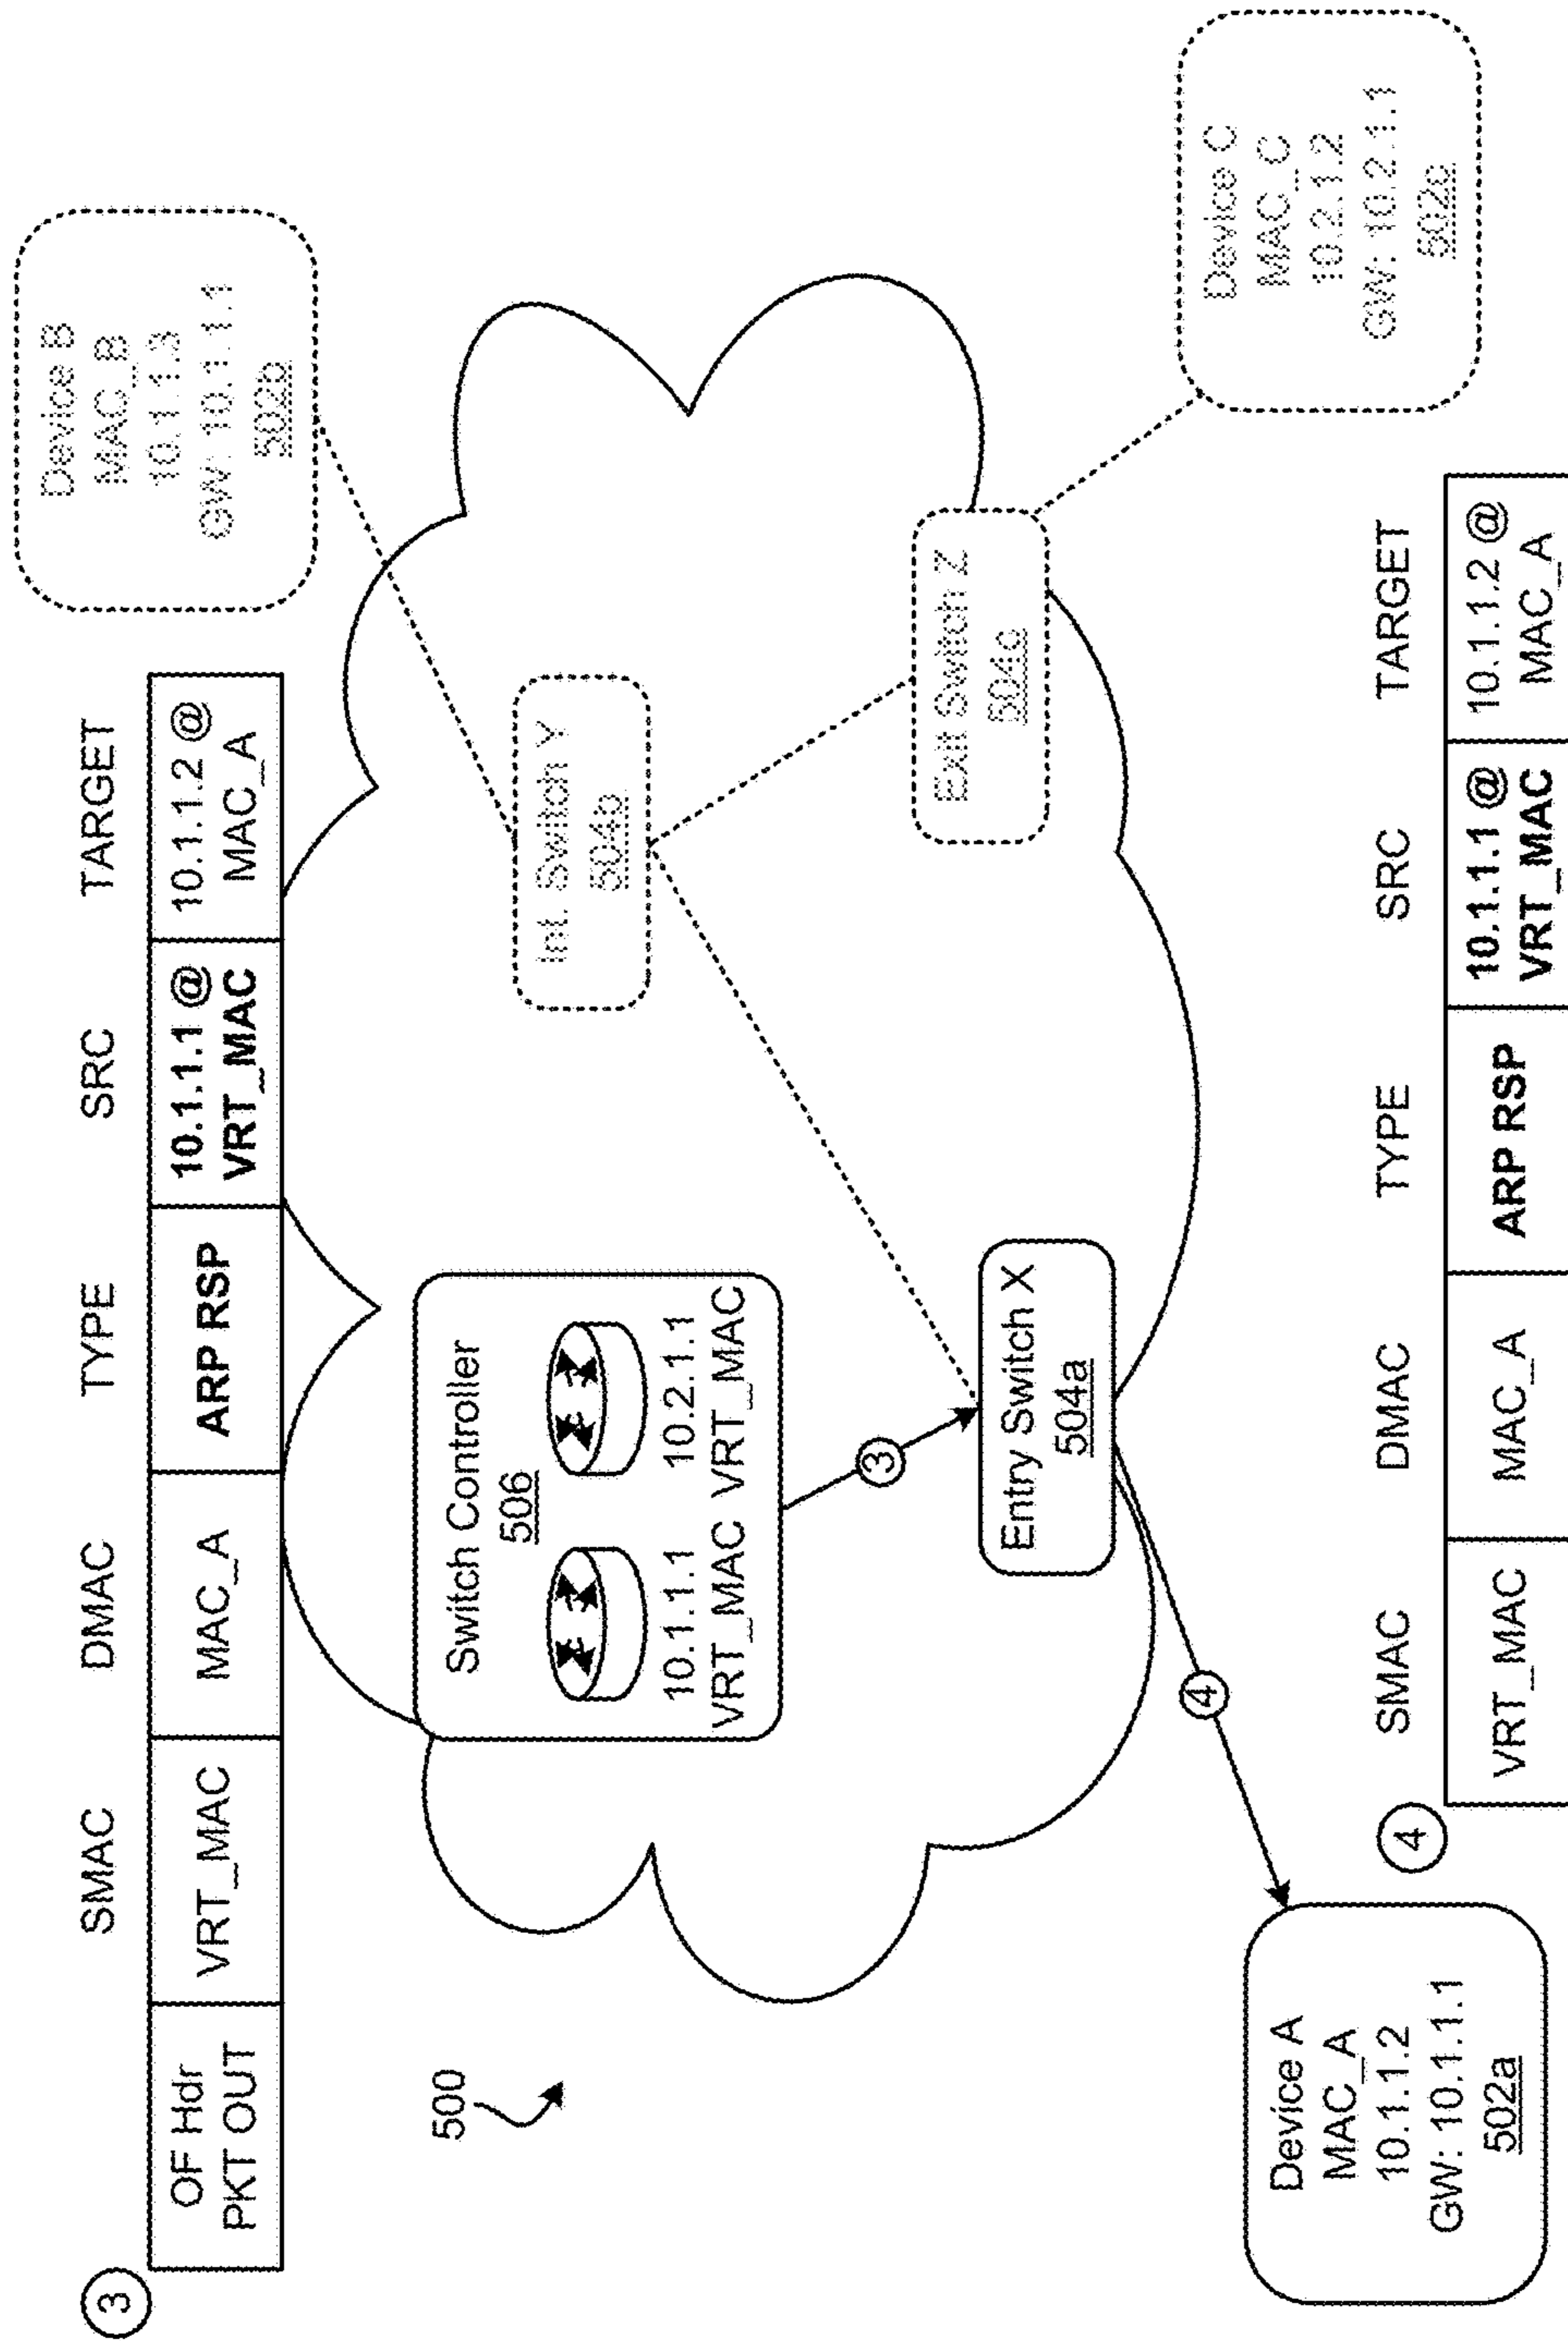 3
SMAC
DMAC
TYPE
SRC
TARGET
OF Hdr
PKT OUT
VRT_MAC
MAC_A
ARP RSP
10.1.1.1 @
VRT_MAC
10.1.1.2 @
MAC_A
Device B
MAC_B
10.1.1.3
GW: 10.1.1.1
502b
500
Switch Controller
506
10.1.1.1
VRT_MAC
10.2.1.1
VRT_MAC
Int. Switch Y
504b
3
Entry Switch X
504a
Exit Switch Z
504c
4
Device A
MAC_A
10.1.1.2
GW: 10.1.1.1
502a
Device C
MAC_C
10.2.1.2
GW: 10.2.1.1
502c
4
SMAC
DMAC
TYPE
SRC
TARGET
VRT_MAC
MAC_A
ARP RSP
10.1.1.1 @
VRT_MAC
10.1.1.2 @
MAC_A